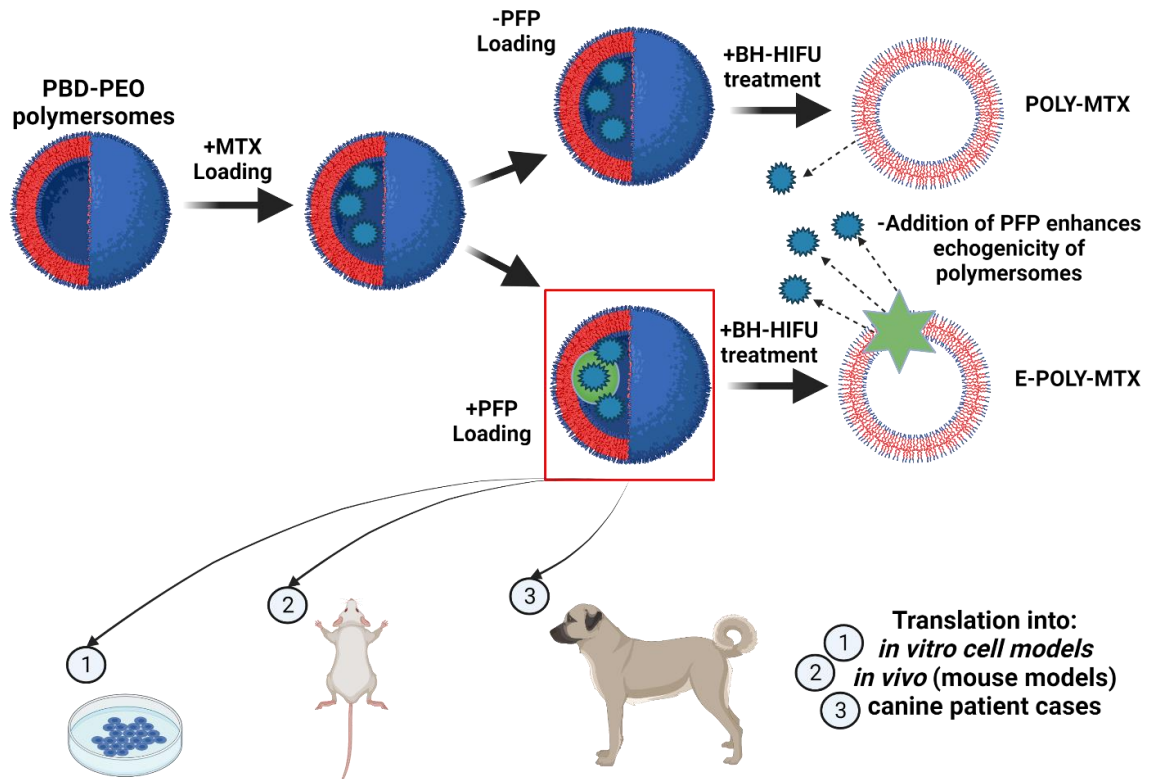 PBD-PEO
polymersomes
+MTX
Loading
-PFP
Loading
+BH-HIFU
treatment
POLY-MTX
-Addition of PFP enhances
echogenicity of
polymersomes
+PFP
Loading
+BH-HIFU
treatment
E-POLY-MTX
1
2
3
Translation into:
1 in vitro cell models
2 in vivo (mouse models)
3 canine patient cases